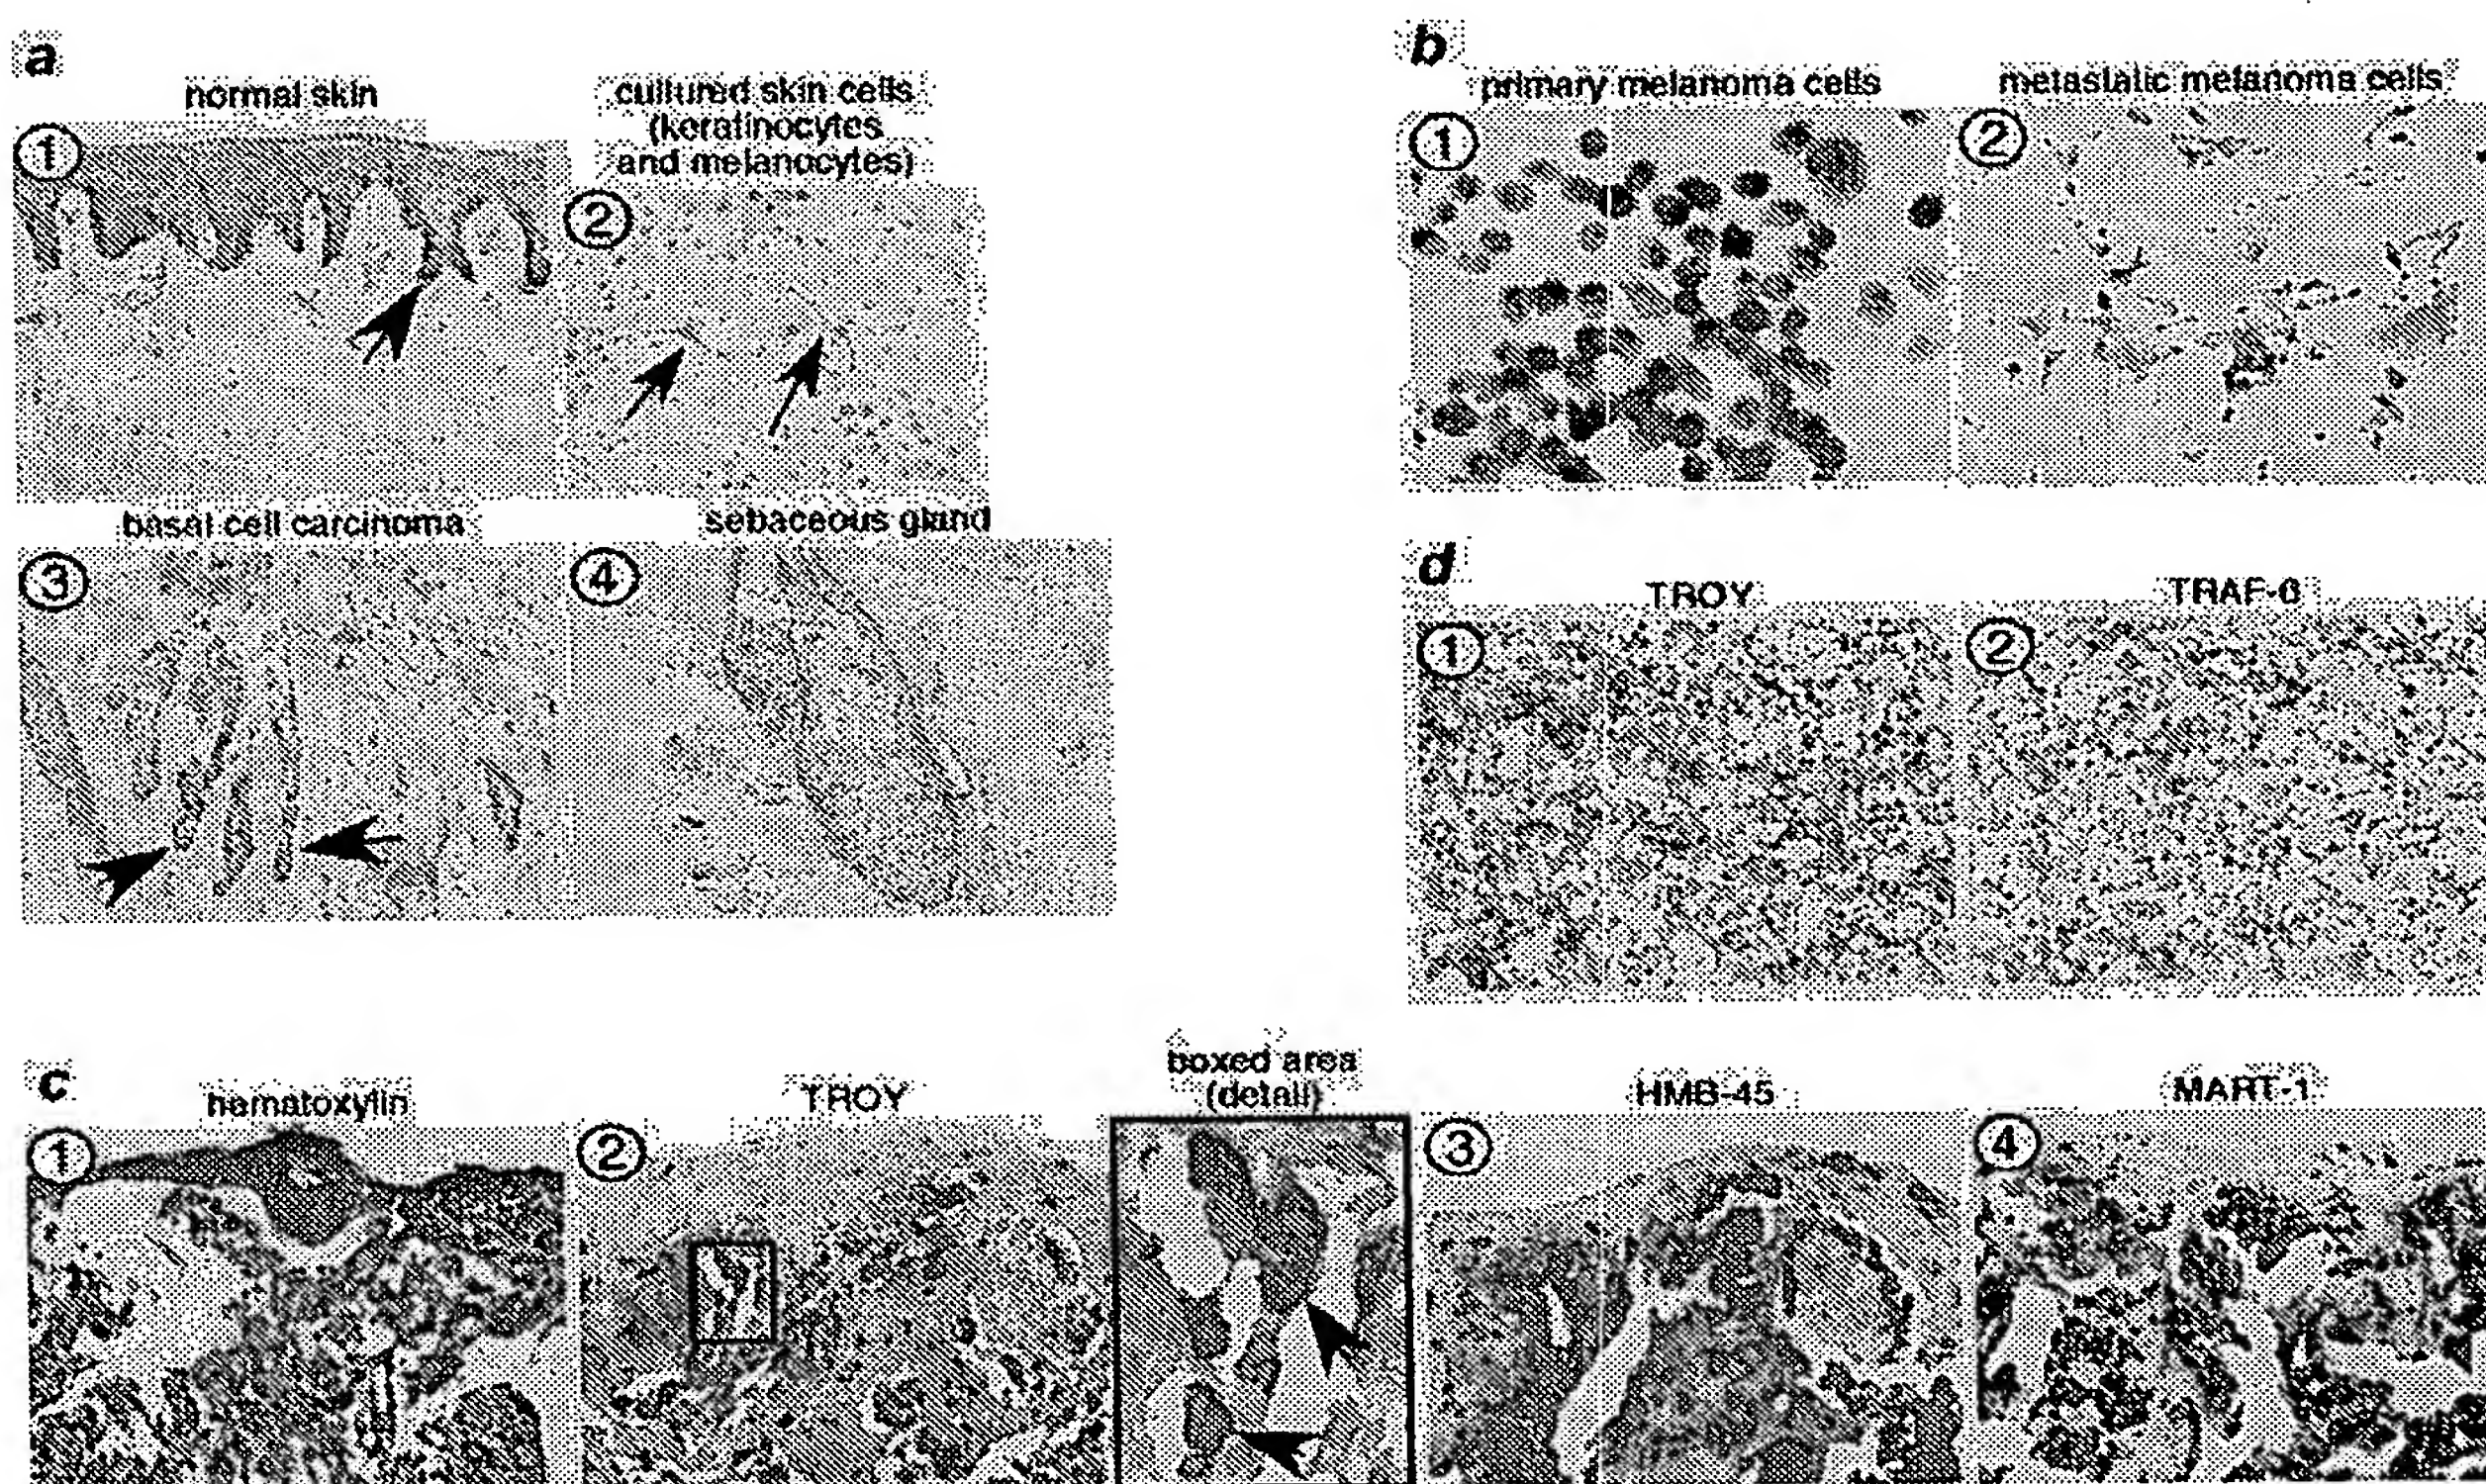 a
normal skin
1
cultured skin cells
(keratinocytes
and melanocytes)
2
basal cell carcinoma
3
sebaceous gland
4
b
primary melanoma cells
1
metastatic melanoma cells
2
d
TROY
1
TRAF-6
2
c
hematoxylin
1
TROY
2
boxed area
(detail)
HMB-45
3
MART-1
4